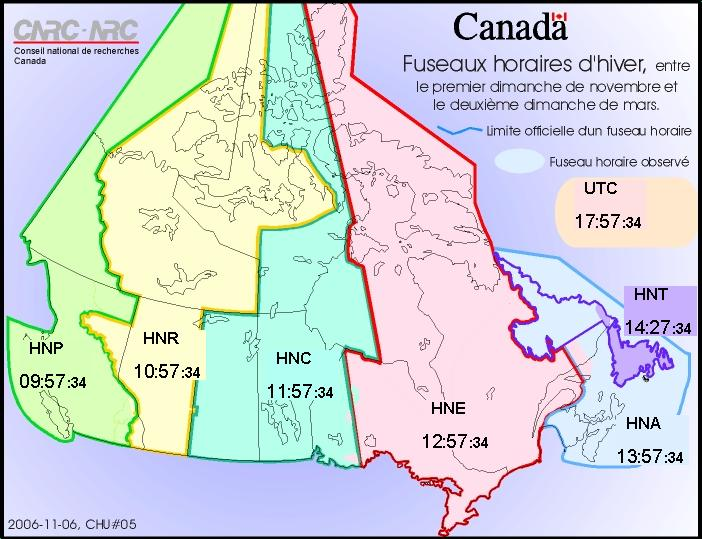 CNRC-NRC
Conseil national de recherches
Canada
Canada
Fuseaux horaires d'hiver, entre
le premier dimanche de novembre et
le deuxième dimanche de mars.
Limite officielle d'un fuseau horaire
Fuseau horaire observé
UTC
17:57:34
HNT
14:27:34
HNP
09:57:34
HNR
10:57:34
HNC
11:57:34
HNE
12:57:34
HNA
13:57:34
2006-11-06, CHU#05